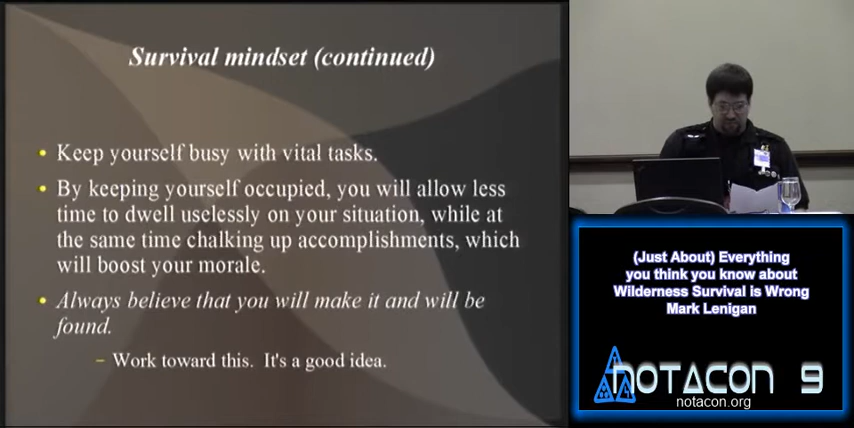 Survival mindset (continued)
• Keep yourself busy with vital tasks.
• By keeping yourself occupied, you will allow less
time to dwell uselessly on your situation, while at
the same time chalking up accomplishments, which
will boost your morale.
• Always believe that you will make it and will be
found.
– Work toward this. It's a good idea.
(Just About) Everything
you think you know about
Wilderness Survival is Wrong
Mark Lenigan
NOTACON 9
notacon.org